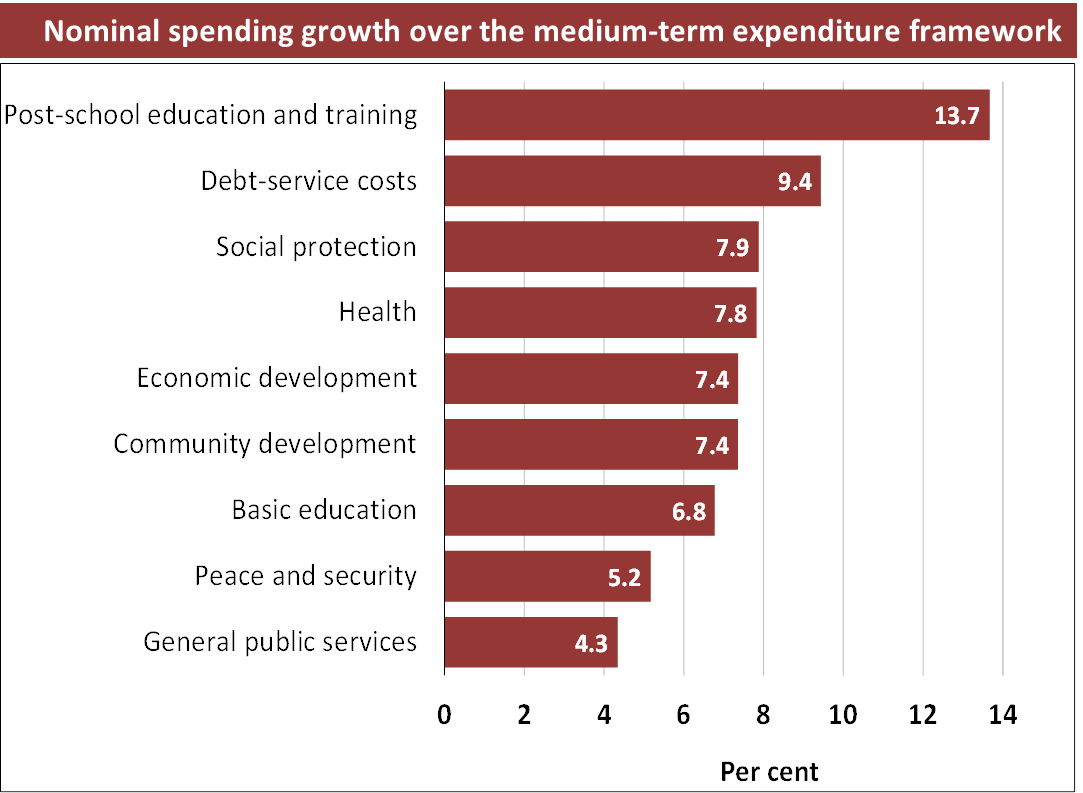 Nominal spending growth over the medium-term expenditure framework
Post-school education and training 13.7
Debt-service costs 9.4
Social protection 7.9
Health 7.8
Economic development 7.4
Community development 7.4
Basic education 6.8
Peace and security 5.2
General public services 4.3
0 2 4 6 8 10 12 14
Per cent